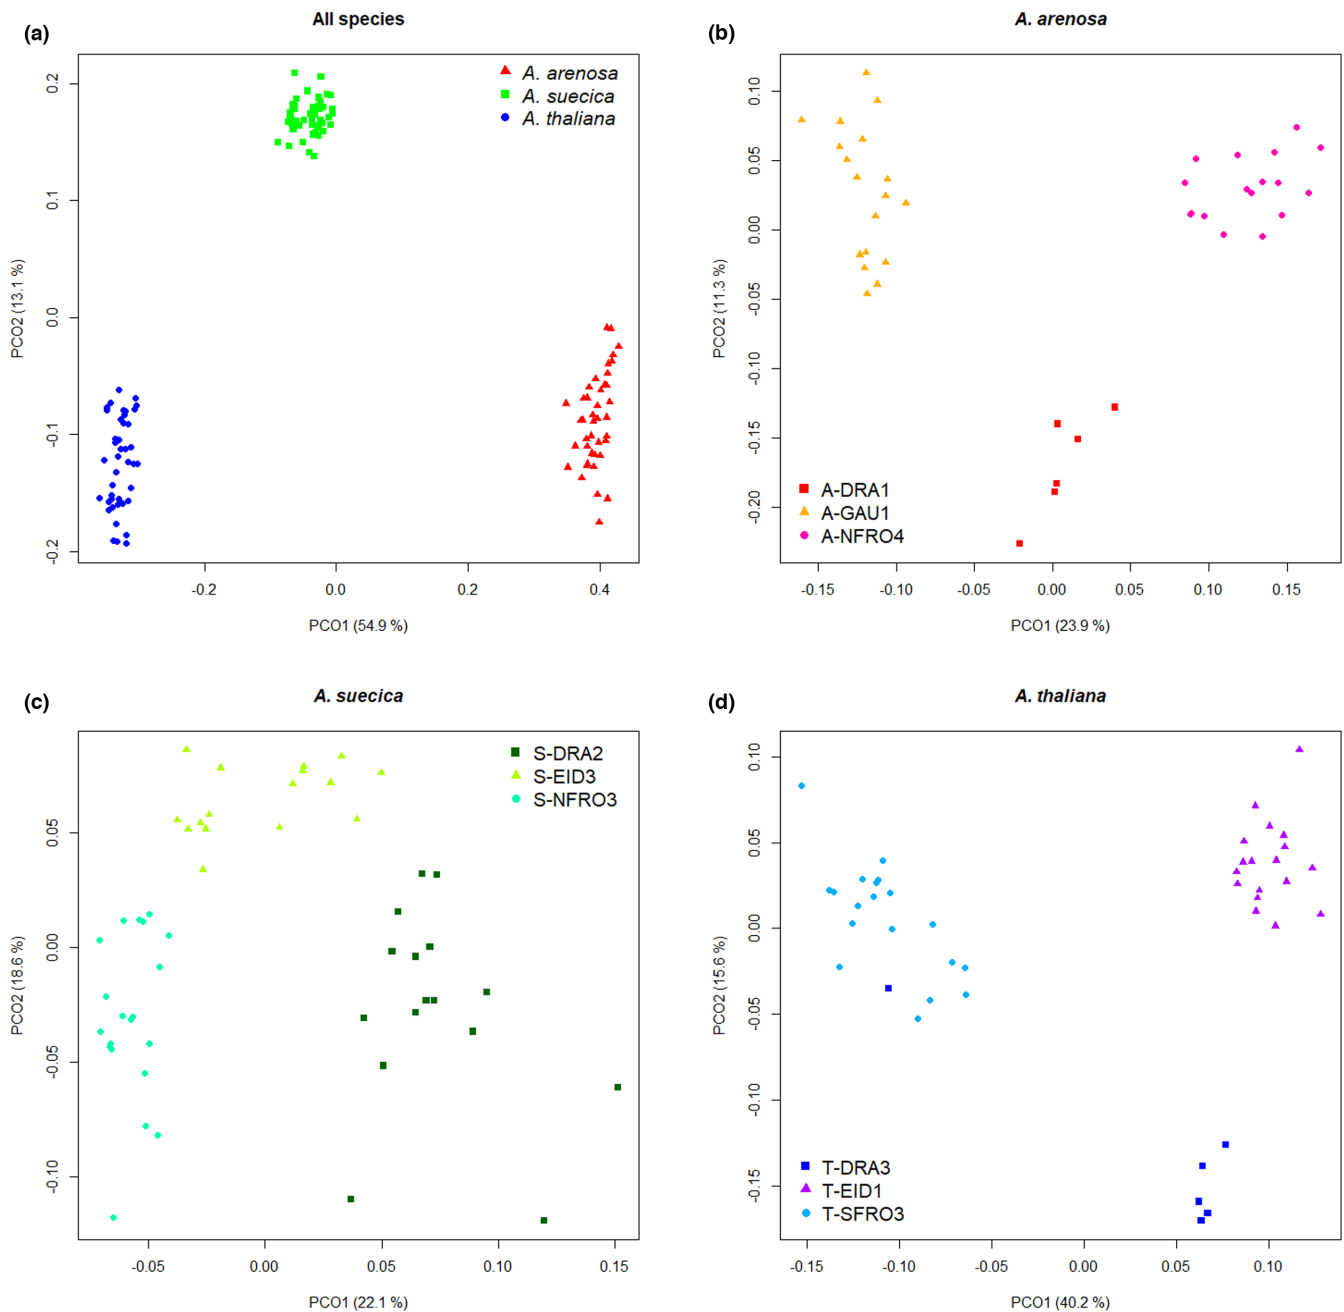 (a)
All species
A. arenosa
A. suecica
A. thaliana
0.2
0.1
0.0
-0.1
-0.2
PCO2 (13.1 %)
-0.2
0.0
0.2
0.4
PCO1 (54.9 %)
(b)
A. arenosa
0.10
0.05
0.00
-0.05
-0.10
-0.15
-0.20
PCO2 (11.3 %)
A-DRA1
A-GAU1
A-NFRO4
-0.15
-0.10
-0.05
0.00
0.05
0.10
0.15
PCO1 (23.9 %)
(c)
A. suecica
S-DRA2
S-EID3
S-NFRO3
0.05
0.00
-0.05
-0.10
PCO2 (18.6 %)
-0.05
0.00
0.05
0.10
0.15
PCO1 (22.1 %)
(d)
A. thaliana
0.10
0.05
0.00
-0.05
-0.10
-0.15
PCO2 (15.6 %)
T-DRA3
T-EID1
T-SFRO3
-0.15
-0.10
-0.05
0.00
0.05
0.10
PCO1 (40.2 %)